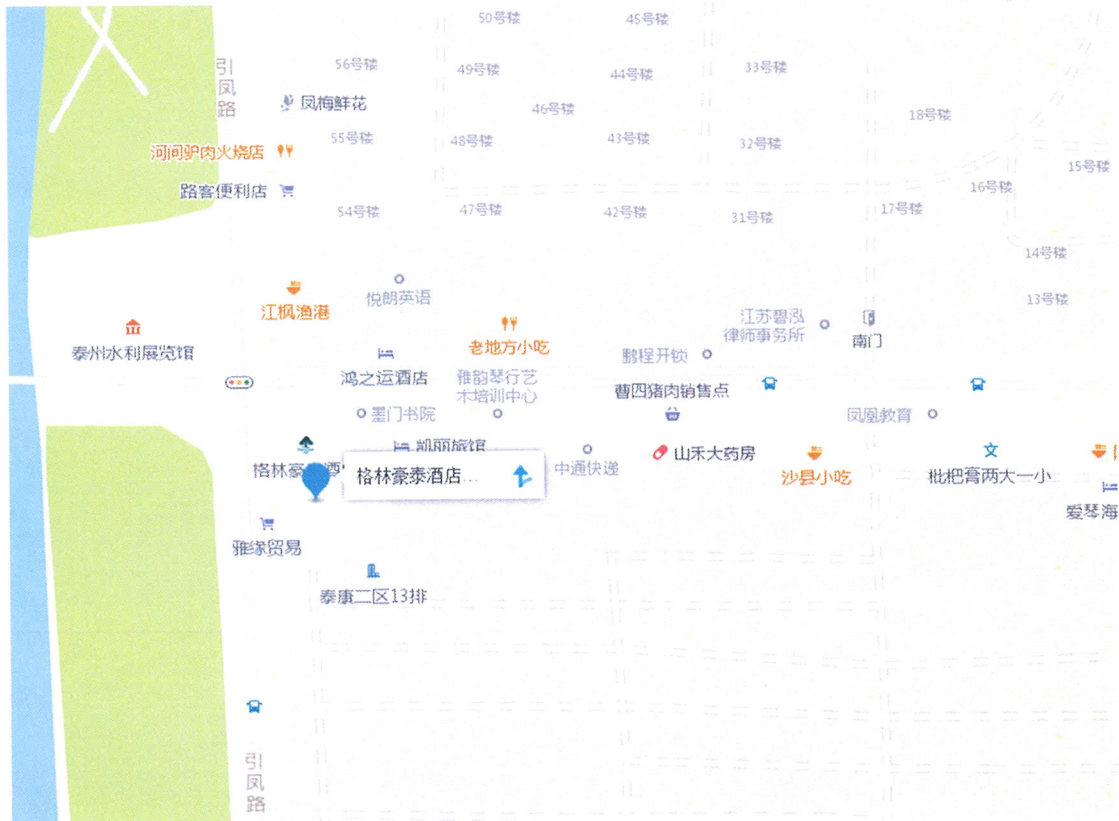 50号楼
45号楼
引
凤
路
56号楼
49号楼
44号楼
33号楼
凤梅鲜花
46号楼
18号楼
河间驴肉火烧店
55号楼
48号楼
43号楼
32号楼
15号楼
路客便利店
16号楼
54号楼
47号楼
42号楼
31号楼
17号楼
14号楼
悦朗英语
13号楼
江枫渔港
江苏碧泓
律师事务所
南门
泰州水利展览馆
老地方小吃
鹏程开锁
鸿之运酒店
雅韵琴行艺
术培训中心
曹四猪肉销售点
墨门书院
凤凰教育
凯丽旅馆
格林豪
酒
格林豪泰酒店...
中通快递
山禾大药房
沙县小吃
枇杷膏两大一小
爱琴海
雅缘贸易
泰康二区13排
引
凤
路